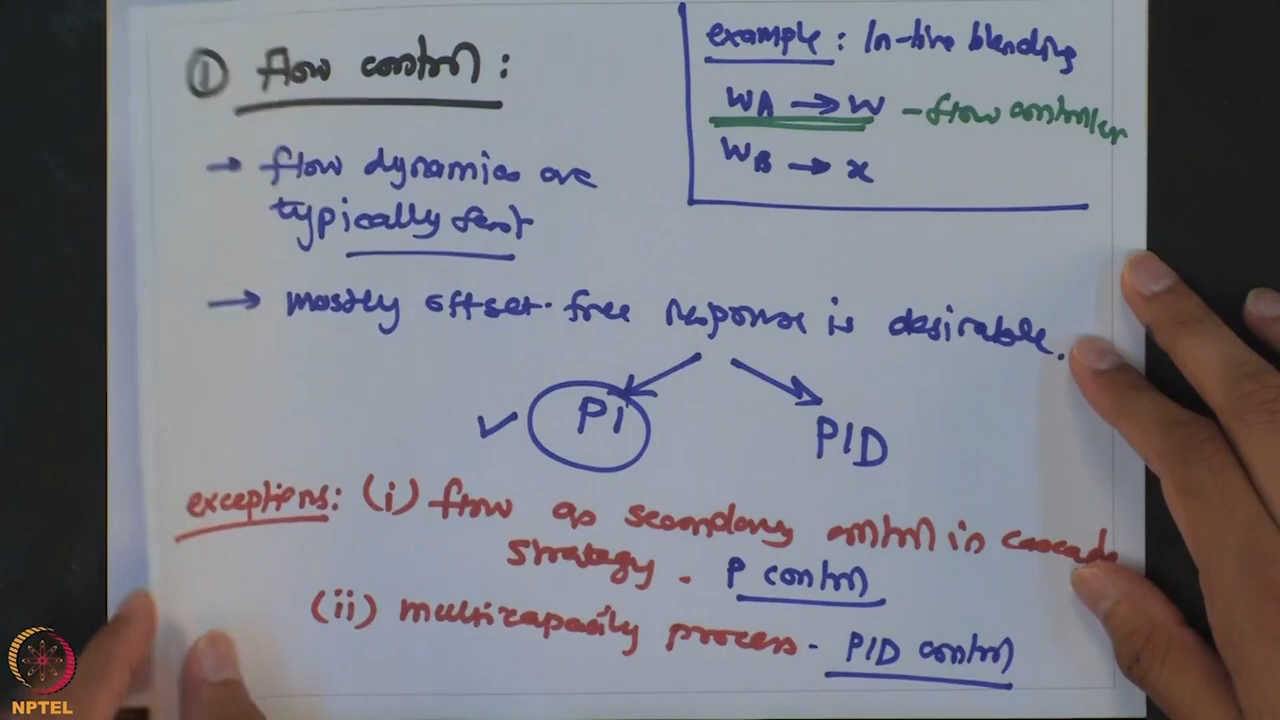 ① flow control:
→ flow dynamics are
typically fast
→ mostly offset-free response is desirable.
✓ PI PID
exceptions: (i) flow as secondary control in cascade
strategy. P control
(ii) multicapacity process - PID control
example: In-line blending
WA → W - flow controller
WB → x
NPTEL